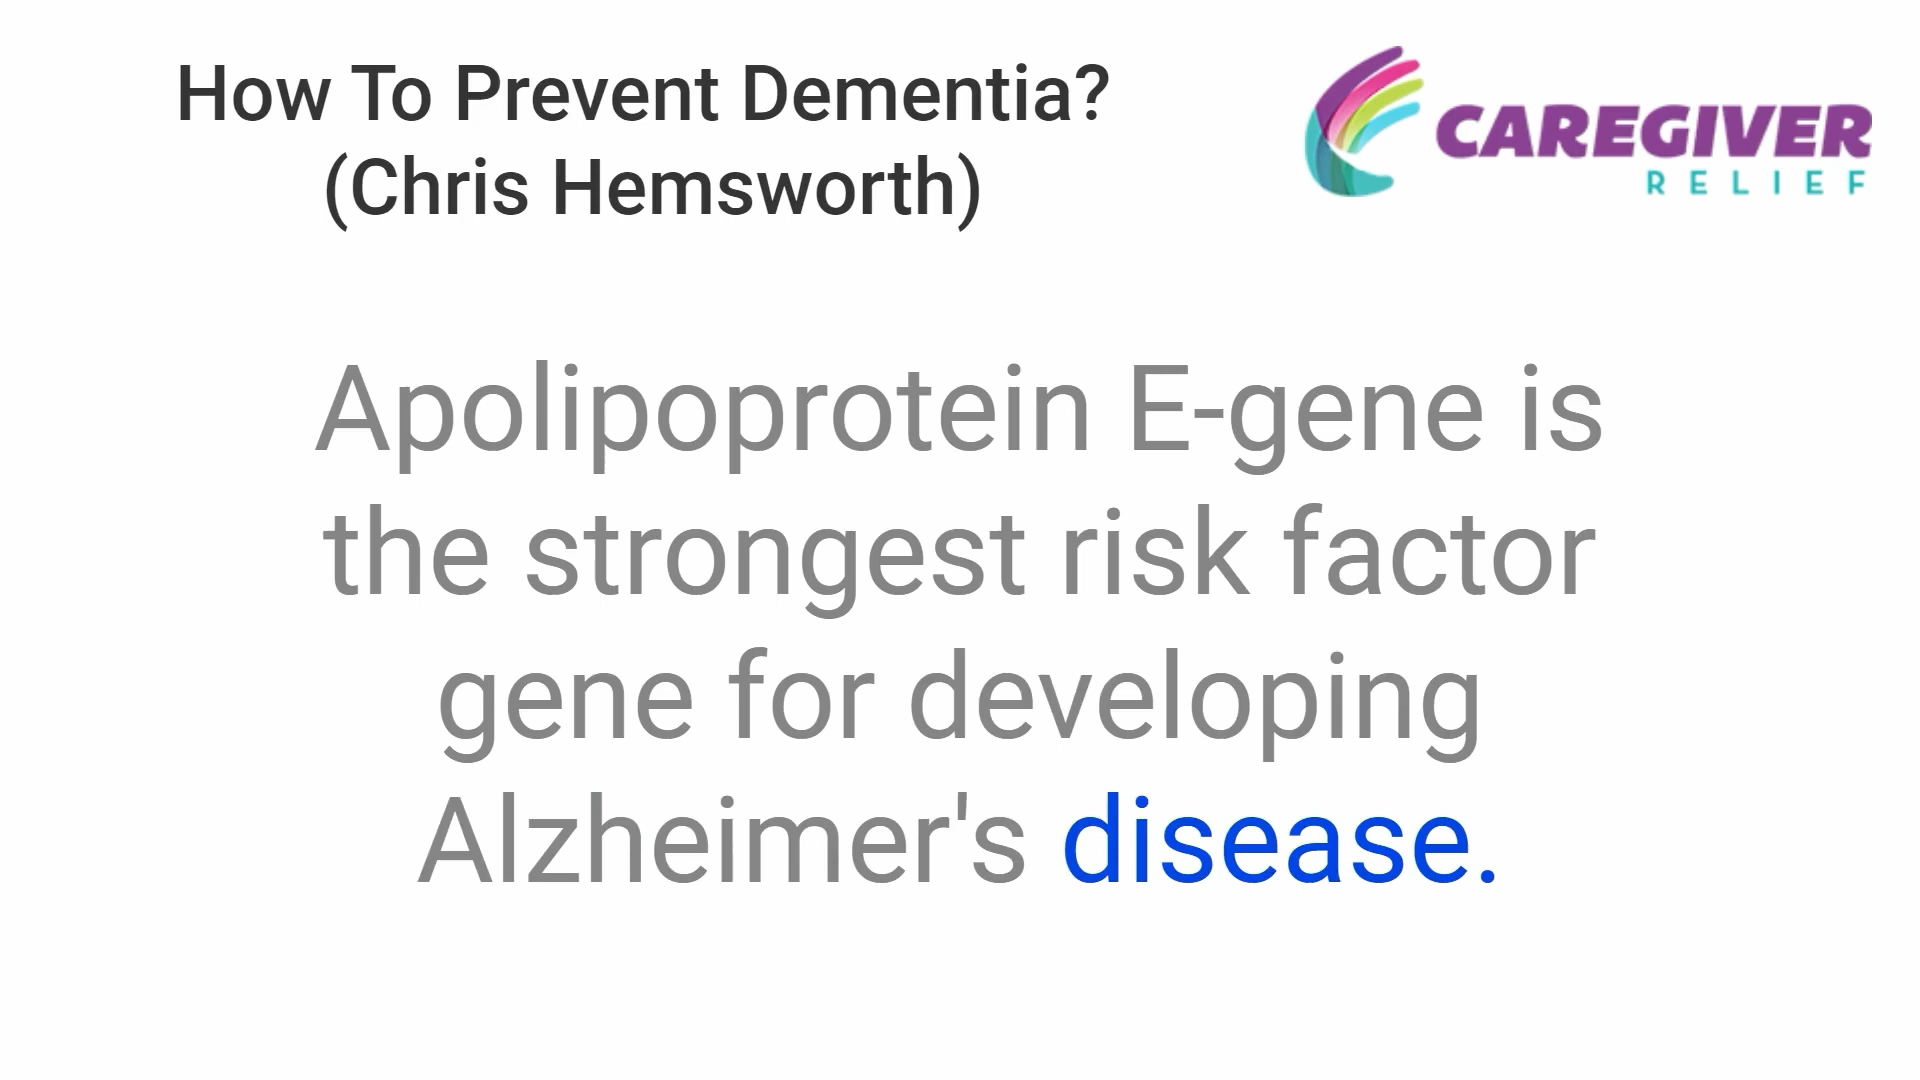 How To Prevent Dementia?
(Chris Hemsworth)
CAREGIVER
RELIEF
Apolipoprotein E-gene is
the strongest risk factor
gene for developing
Alzheimer's disease.